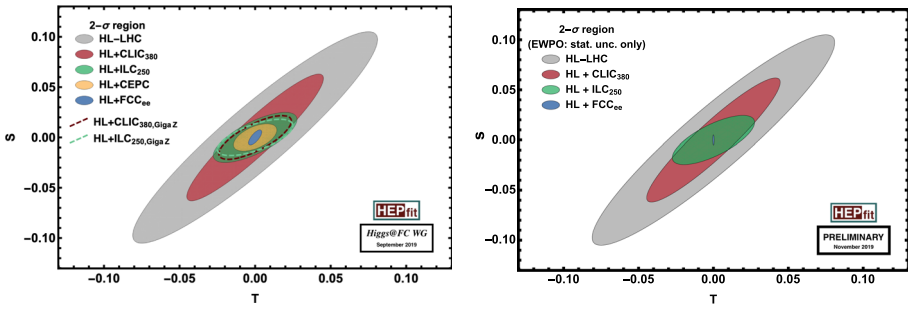 2−σ region
HL−LHC
HL+CLIC380
HL+ILC250
HL+CEPC
HL+FCCee
HL+CLIC380,GigaZ
HL+ILC250,GigaZ
0.10
0.05
0.00
−0.05
−0.10
S
−0.10 −0.05 0.00 0.05 0.10
T
HEPfit
Higgs@FC WG
September 2019
2−σ region
(EWPO: stat. unc. only)
HL−LHC
HL + CLIC380
HL + ILC250
HL + FCCee
0.10
0.05
0.00
−0.05
−0.10
S
−0.10 −0.05 0.00 0.05 0.10
T
HEPfit
PRELIMINARY
November 2019